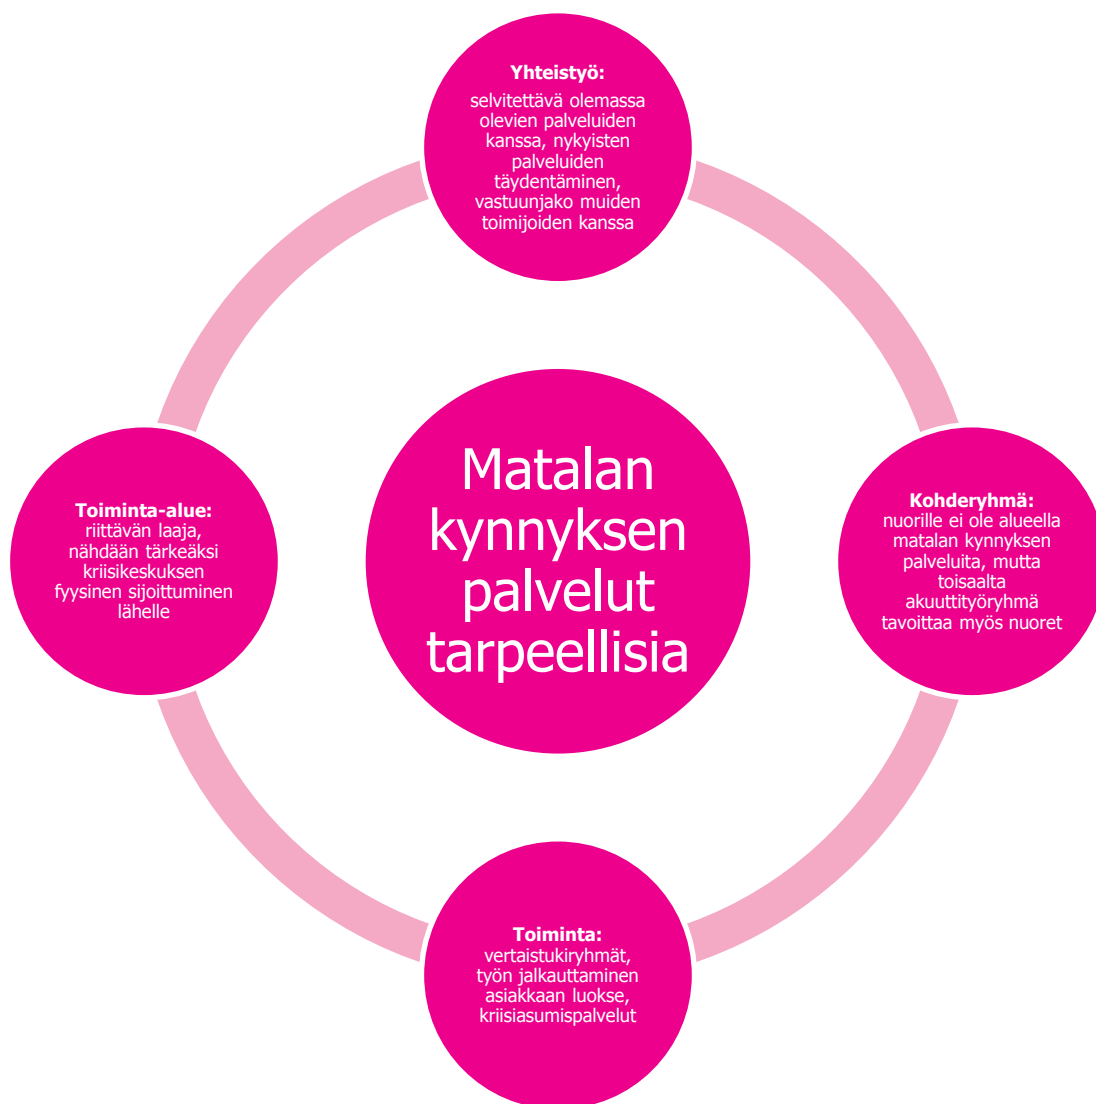 Yhteistyö:
selvitettävä olemassa
olevien palveluiden
kanssa, nykyisten
palveluiden
täydentäminen,
vastuunjako muiden
toimijoiden kanssa
Toiminta-alue:
riittävän laaja,
nähdään tärkeäksi
kriisikeskuksen
fyysinen sijoittuminen
lähelle
Matalan
kynnyksen
palvelut
tarpeellisia
Kohderyhmä:
nuorille ei ole alueella
matalan kynnyksen
palveluita, mutta
toisaalta
akuuttityöryhmä
tavoittaa myös nuoret
Toiminta:
vertaistukiryhmät,
työn jalkauttaminen
asiakkaan luokse,
kriisiasumispalvelut